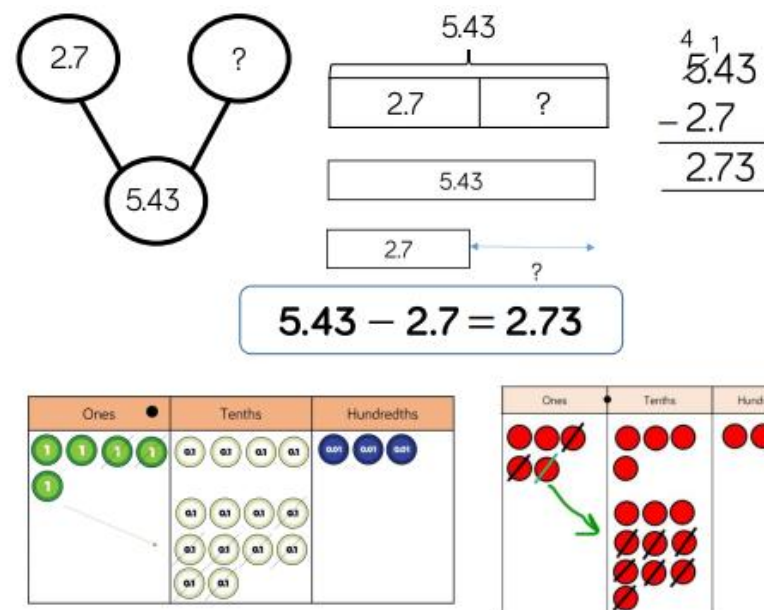 2.7
?
5.43
5.43
2.7
?
5.43
2.7
?
4 1
5.43
- 2.7
2.73
5.43 – 2.7 = 2.73
Ones
Tenths
Hundredths
1 1 1 1
0.1 0.1 0.1 0.1
0.01 0.01 0.01
1
0.1 0.1 0.1 0.1
0.1 0.1 0.1 0.1
0.1 0.1
Ones
Tenths
Hund